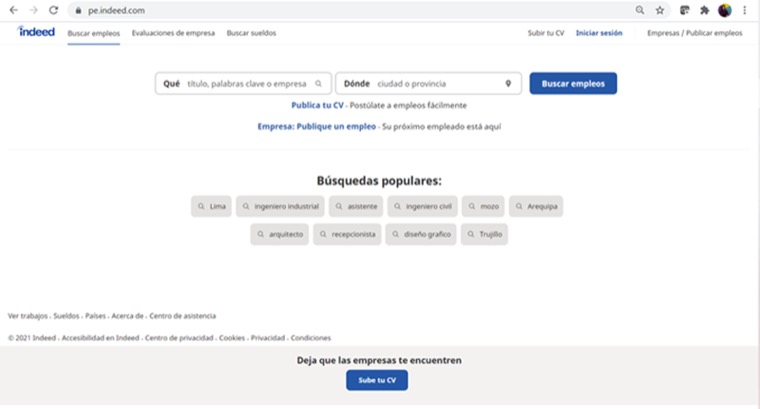 pe.indeed.com
indeed Buscar empleos Evaluaciones de empresa Buscar sueldos Subir tu CV Iniciar sesión Empresas / Publicar empleos
Qué título, palabras clave o empresa Dónde ciudad o provincia Buscar empleos
Publica tu CV - Postúlate a empleos fácilmente
Empresa: Publique un empleo - Su próximo empleado está aquí
Búsquedas populares:
Lima ingeniero industrial asistente ingeniero civil mozo Arequipa
arquitecto recepcionista diseño grafico Trujillo
Ver trabajos - Sueldos - Países - Acerca de - Centro de asistencia
© 2021 Indeed - Accesibilidad en Indeed - Centro de privacidad - Cookies - Privacidad - Condiciones
Deja que las empresas te encuentren
Sube tu CV